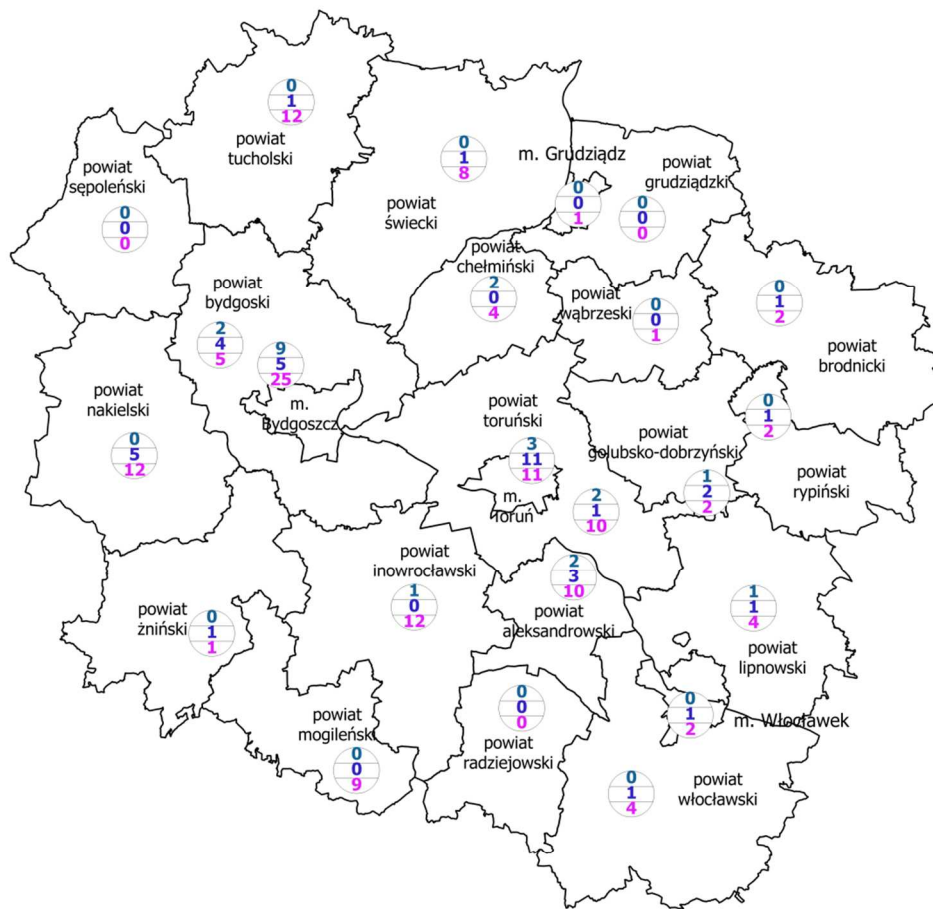 0
1
12
powiat
tucholski
0
1
8
powiat
świecki
m. Grudziądz
0
0
1
powiat
grudziądzki
0
0
0
powiat
sępoleński
0
0
0
powiat
bydgoski
2
4
5
9
5
25
m.
Bydgoszcz
powiat
chełmiński
2
0
4
powiat
wąbrzeski
0
0
1
0
1
2
powiat
brodnicki
powiat
nakielski
0
5
12
powiat
toruński
3
11
11
m.
Toruń
2
1
10
powiat
golubsko-dobrzyński
1
2
2
0
1
2
powiat
rypiński
powiat
inowrocławski
1
0
12
2
3
10
powiat
aleksandrowski
1
1
4
powiat
lipnowski
powiat
żniński
0
1
1
powiat
mogileński
0
0
9
0
0
0
powiat
radziejowski
0
1
2
m. Włocławek
0
1
4
powiat
włocławski